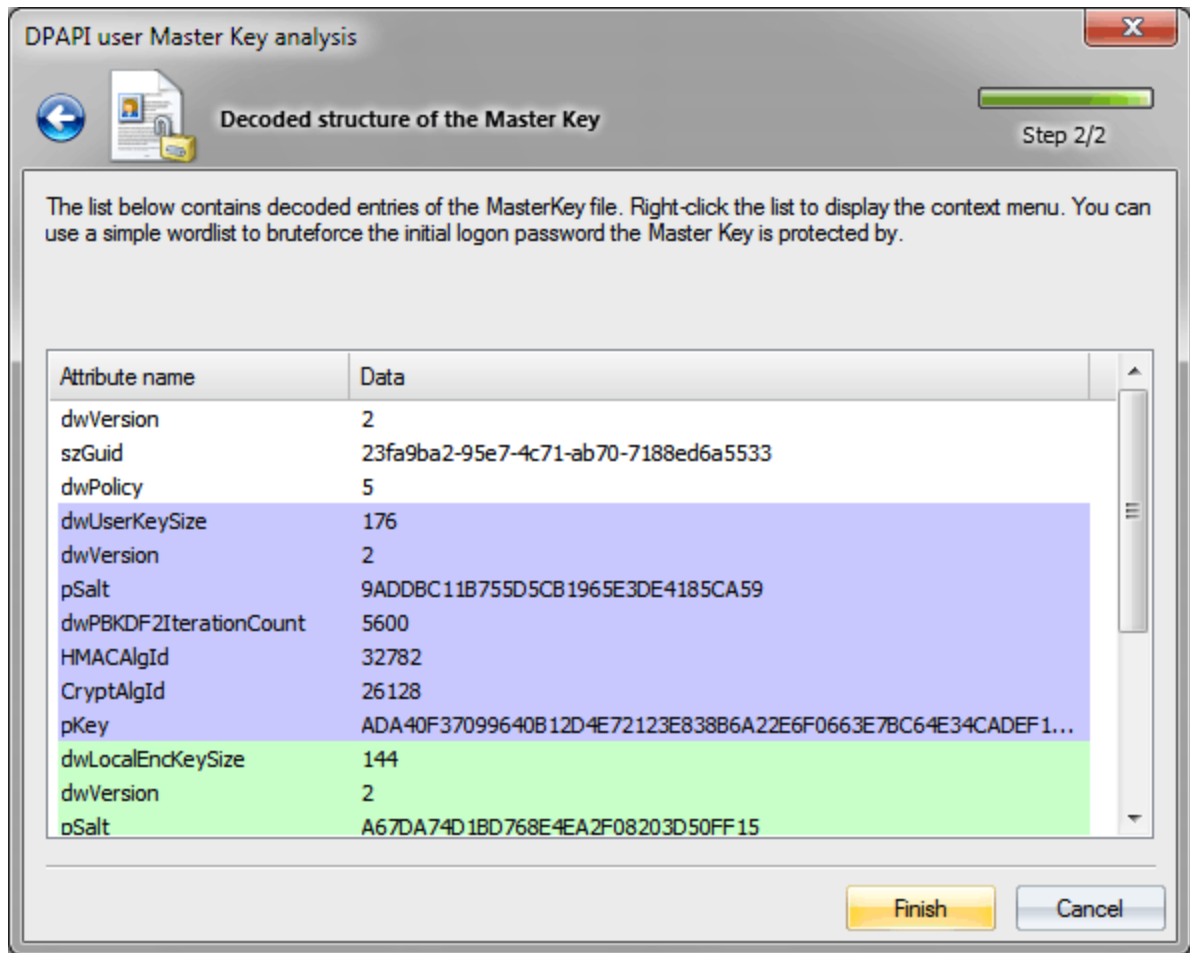 DPAPI user Master Key analysis
Decoded structure of the Master Key
Step 2/2
The list below contains decoded entries of the MasterKey file. Right-click the list to display the context menu. You can
use a simple wordlist to bruteforce the initial logon password the Master Key is protected by.
Attribute name Data
dwVersion 2
szGuid 23fa9ba2-95e7-4c71-ab70-7188ed6a5533
dwPolicy 5
dwUserKeySize 176
dwVersion 2
pSalt 9ADDBC11B755D5CB1965E3DE4185CA59
dwPBKDF2IterationCount 5600
HMACAlgId 32782
CryptAlgId 26128
pKey ADA40F37099640B12D4E72123E838B6A22E6F0663E7BC64E34CADEF1...
dwLocalEncKeySize 144
dwVersion 2
pSalt A67DA74D1BD768E4EA2F08203D50FF15
Finish Cancel